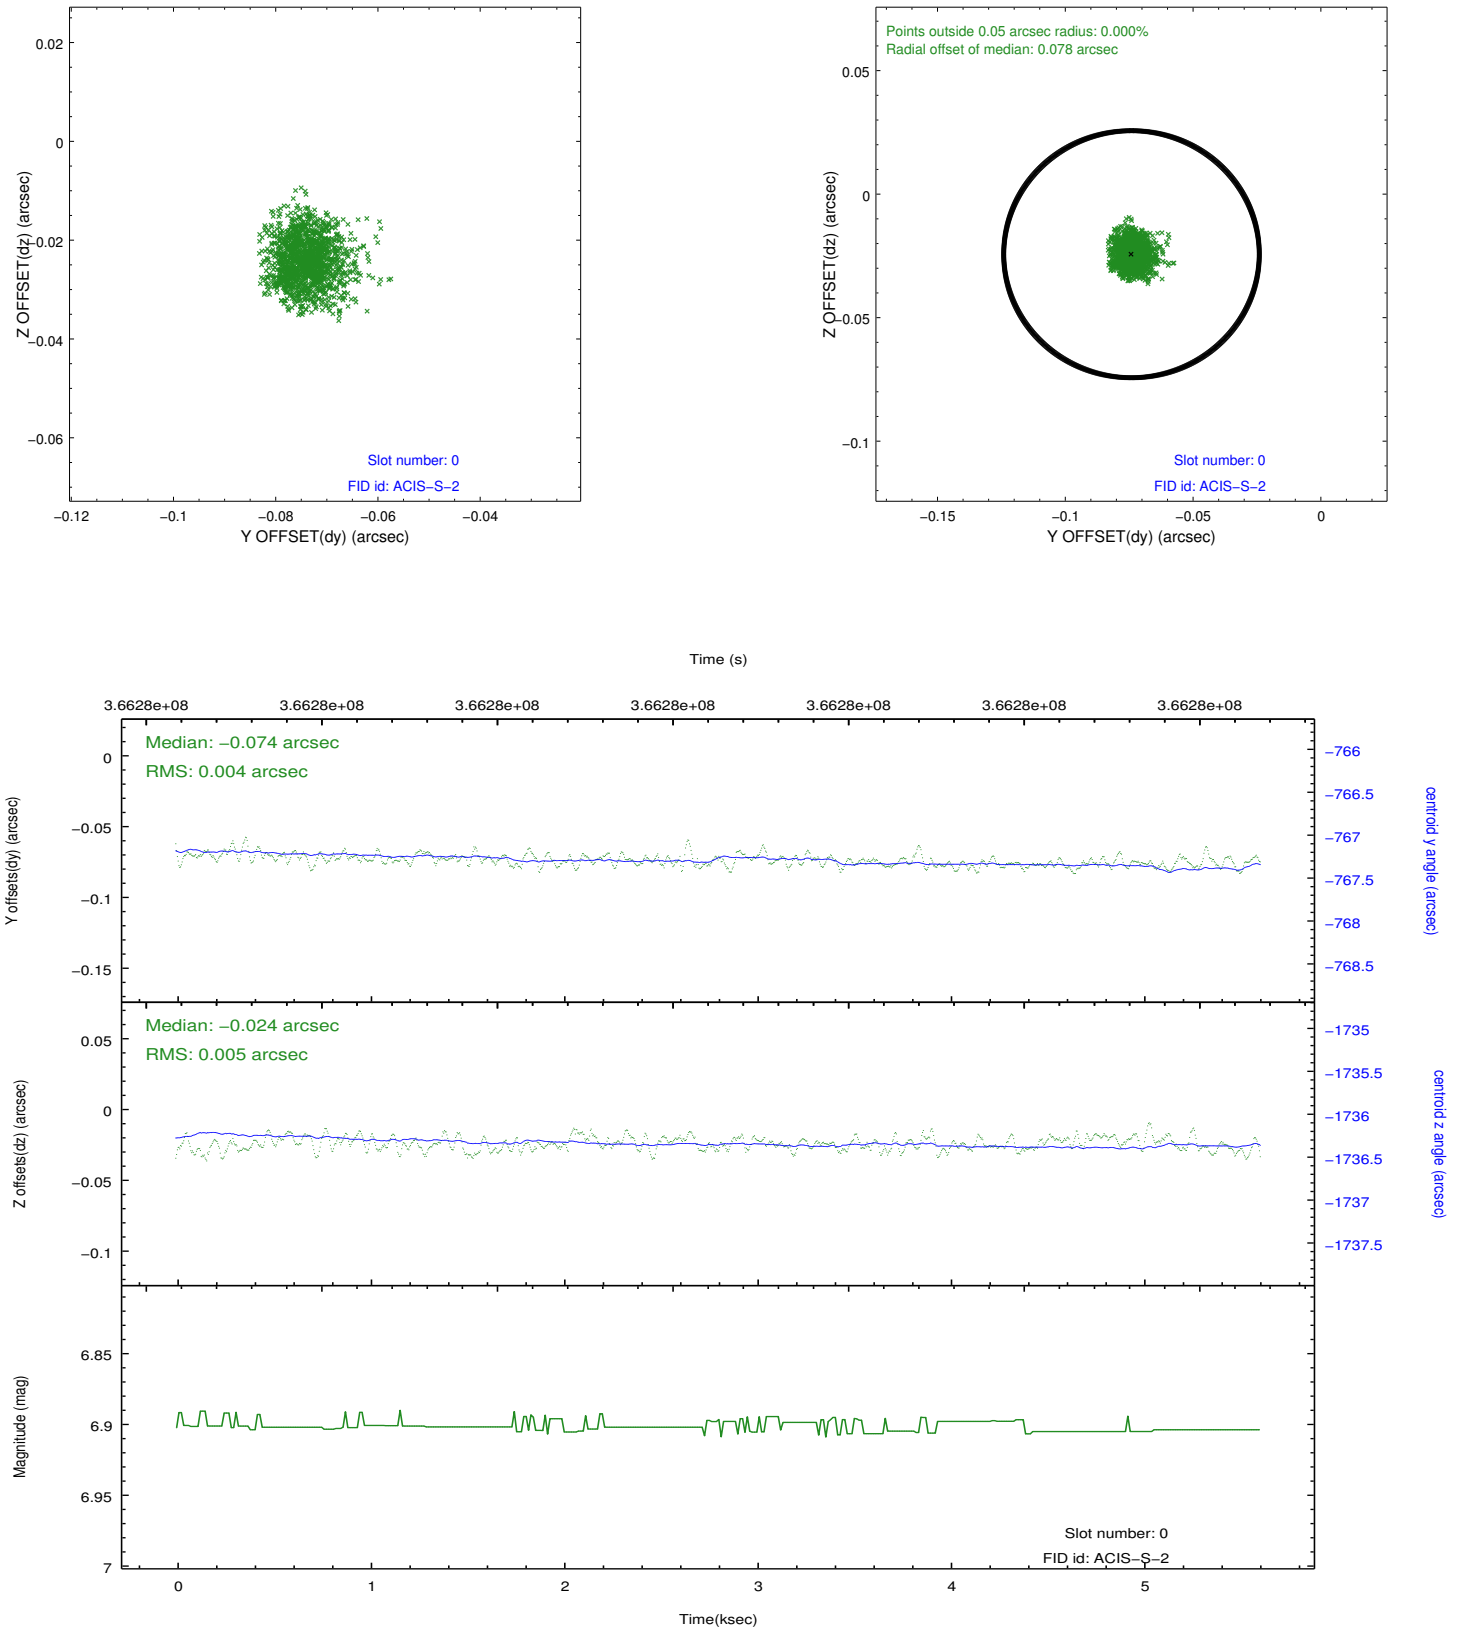 0.02
0
−0.02
−0.04
−0.06
Z OFFSET(dz) (arcsec)
Slot number: 0
FID id: ACIS−S−2
−0.12
−0.1
−0.08
−0.06
−0.04
Y OFFSET(dy) (arcsec)
Points outside 0.05 arcsec radius: 0.000%
Radial offset of median: 0.078 arcsec
0.05
0
−0.05
−0.1
Z OFFSET(dz) (arcsec)
Slot number: 0
FID id: ACIS−S−2
−0.15
−0.1
−0.05
0
Y OFFSET(dy) (arcsec)
Time (s)
3.6628e+08 3.6628e+08 3.6628e+08 3.6628e+08 3.6628e+08 3.6628e+08 3.6628e+08
Median: −0.074 arcsec
RMS: 0.004 arcsec
0
−0.05
−0.1
−0.15
Y offsets(dy) (arcsec)
−766
−766.5
−767
−767.5
−768
−768.5
centroid y angle (arcsec)
Median: −0.024 arcsec
RMS: 0.005 arcsec
0.05
0
−0.05
−0.1
Z offsets(dz) (arcsec)
−1735
−1735.5
−1736
−1736.5
−1737
−1737.5
centroid z angle (arcsec)
6.85
6.9
6.95
7
Magnitude (mag)
Slot number: 0
FID id: ACIS−S−2
0 1 2 3 4 5
Time(ksec)